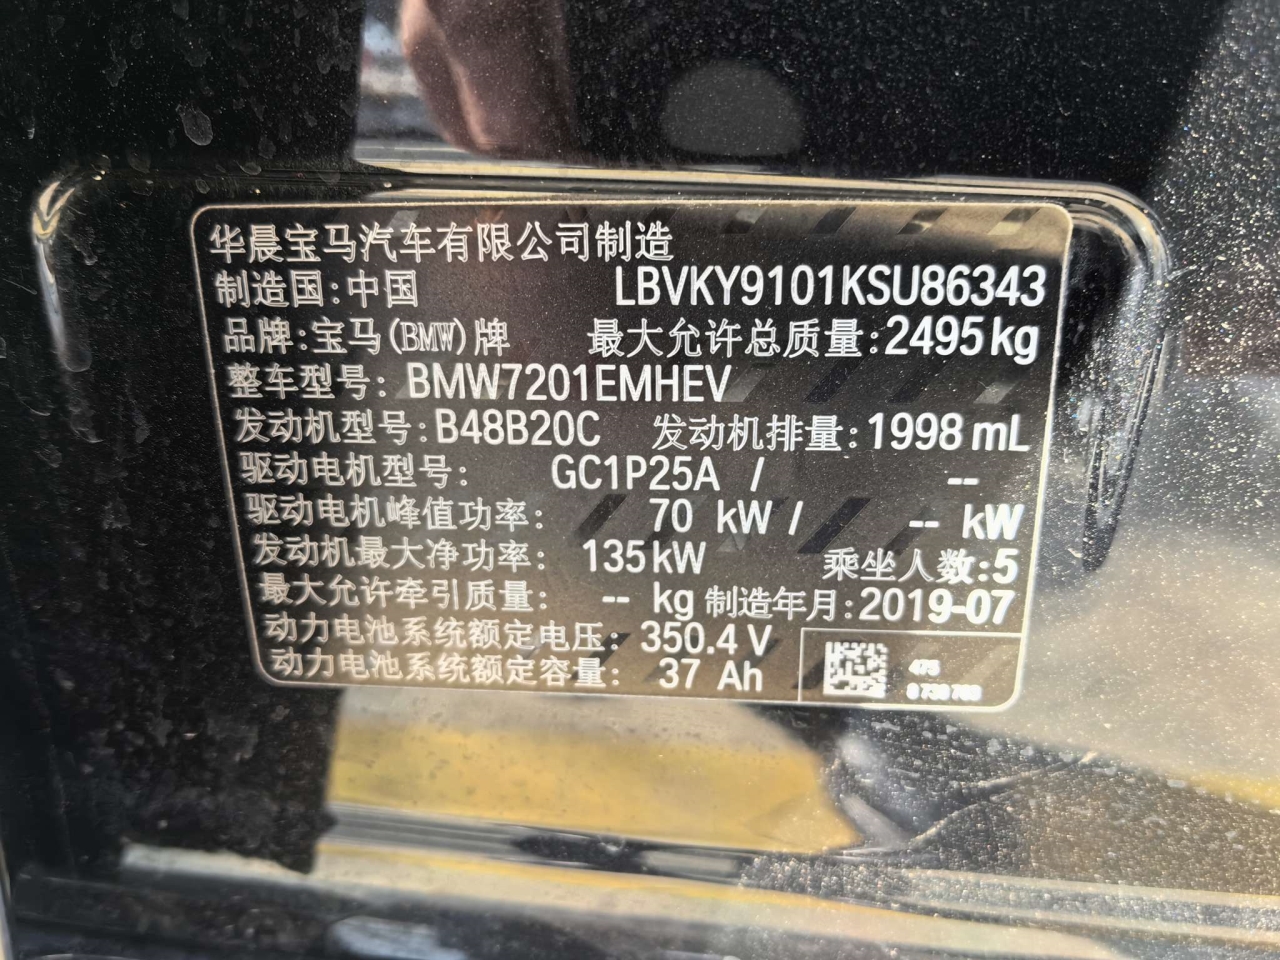 华晨宝马汽车有限公司制造
制造国:中国 LBVKY9101KSU86343
品牌:宝马(BMW)牌 最大允许总质量:2495kg
整车型号: BMW7201EMHEV
发动机型号:B48B20C 发动机排量:1998 mL
驱动电机型号: GC1P25A / --
驱动电机峰值功率: 70 kW / -- kW
发动机最大净功率: 135kW 乘坐人数:5
最大允许牵引质量: -- kg 制造年月:2019-07
动力电池系统额定电压: 350.4 V
动力电池系统额定容量: 37 Ah
475